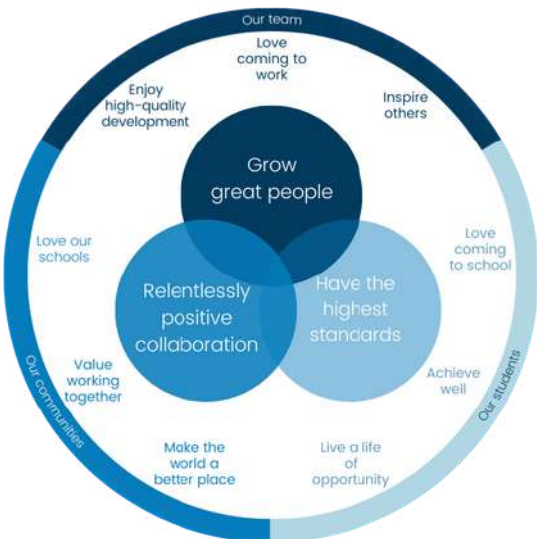 Our team
Love
coming to
work
Enjoy
high-quality
development
Inspire
others
Grow
great people
Love our
schools
Love
coming
to school
Relentlessly
positive
collaboration
Have the
highest
standards
Value
working
together
Achieve
well
Our communities
Our students
Make the
world a
better place
Live a life
of
opportunity